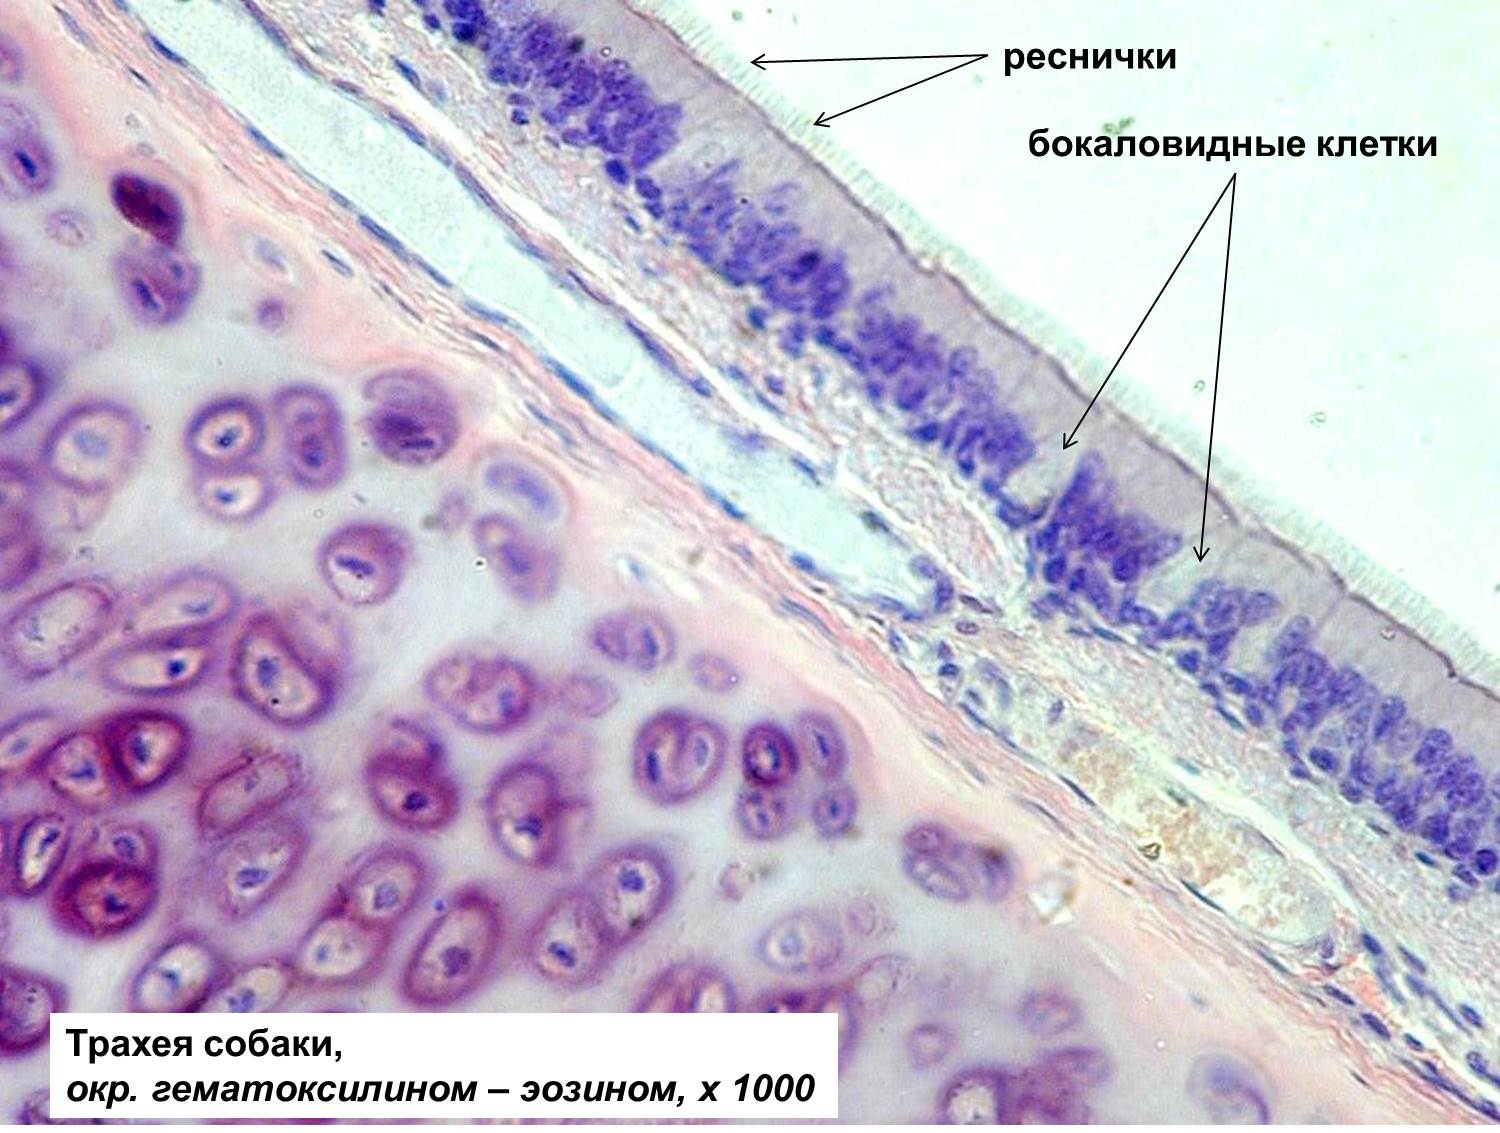 реснички
бокаловидные клетки
Трахея собаки,
окр. гематоксилином – эозином, х 1000